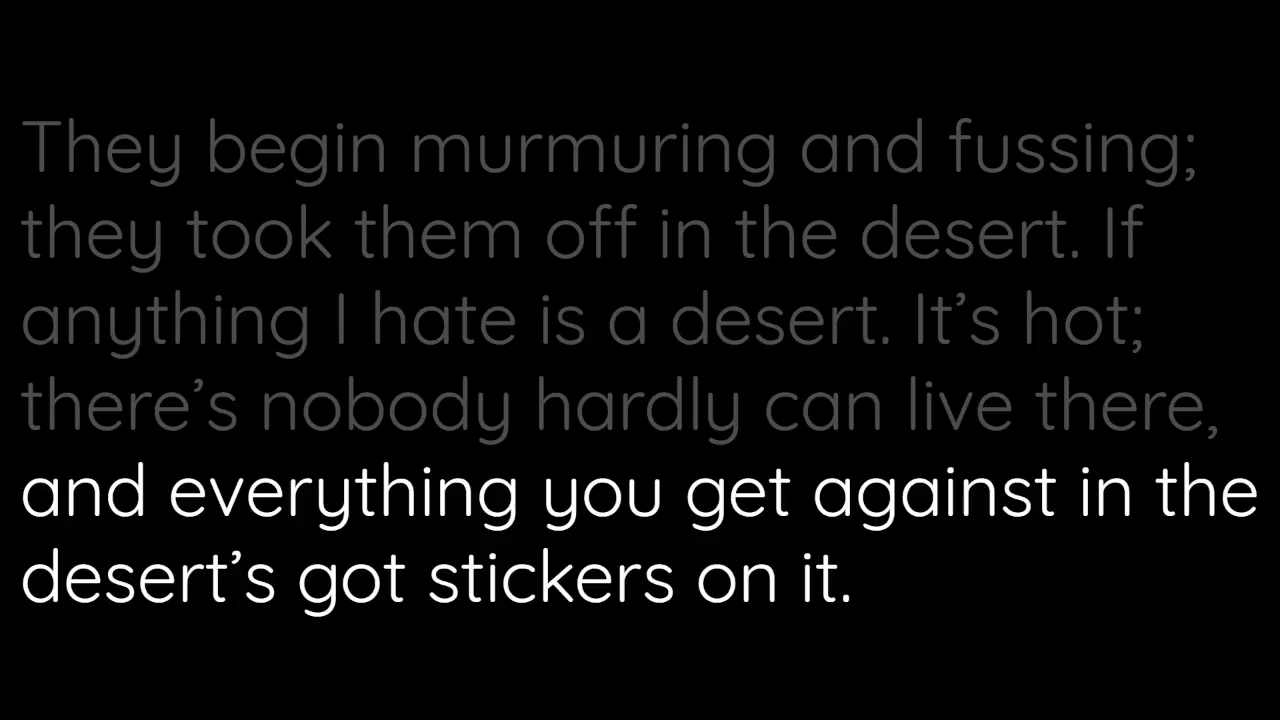 They begin murmuring and fussing;
they took them off in the desert. If
anything I hate is a desert. It’s hot;
there’s nobody hardly can live there,
and everything you get against in the
desert’s got stickers on it.